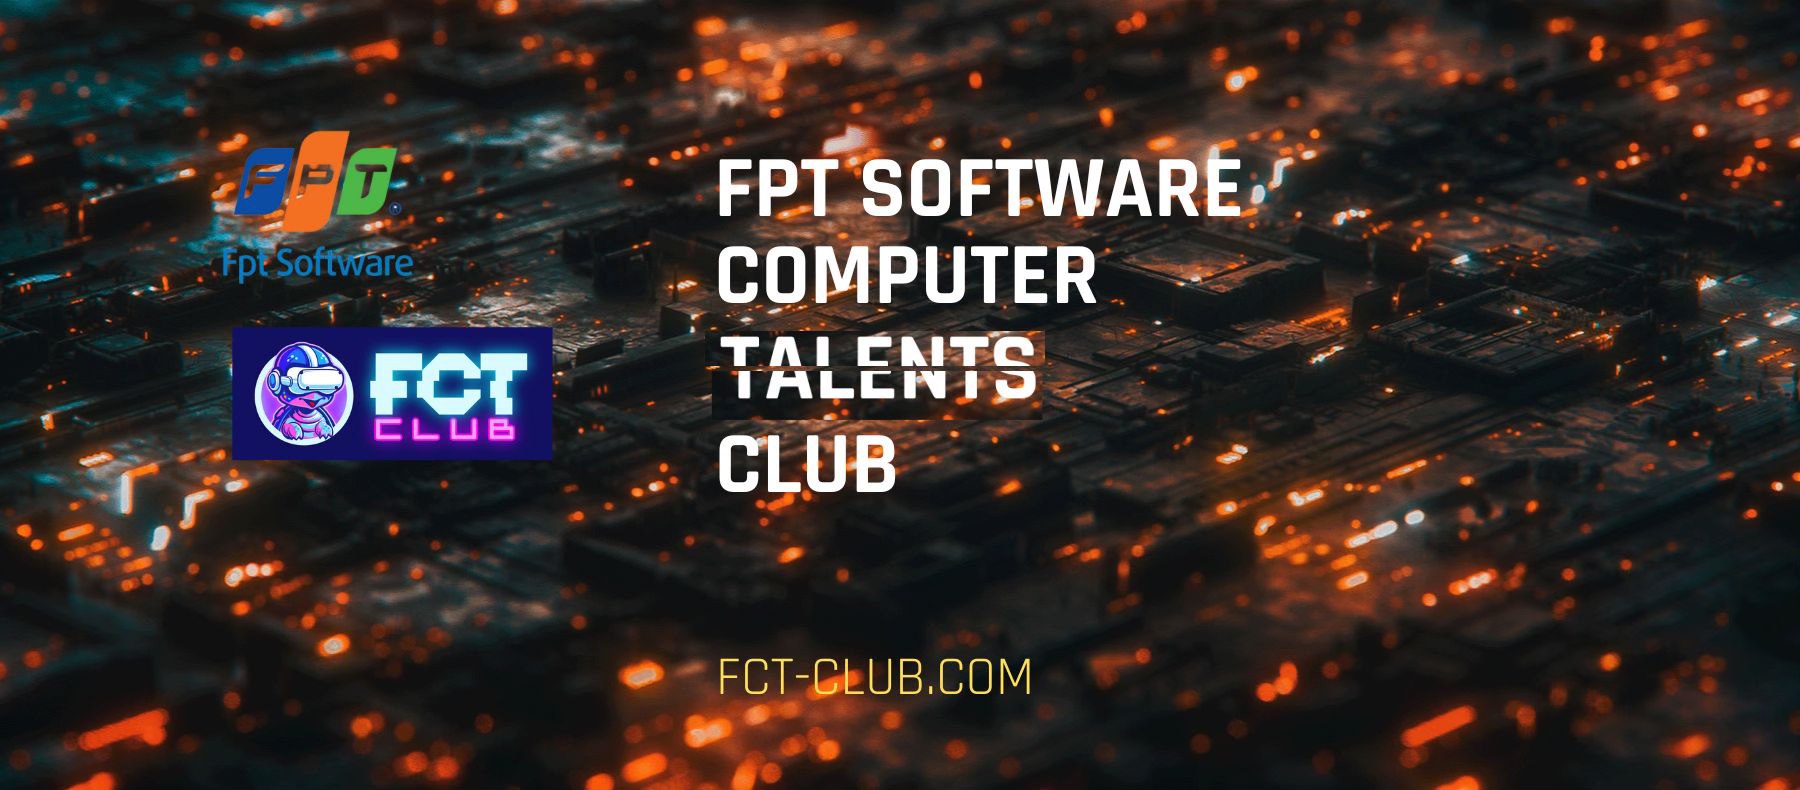 FPT ®
Fpt Software
FCT
CLUB
FPT SOFTWARE
COMPUTER
TALENTS
CLUB
FCT-CLUB.COM